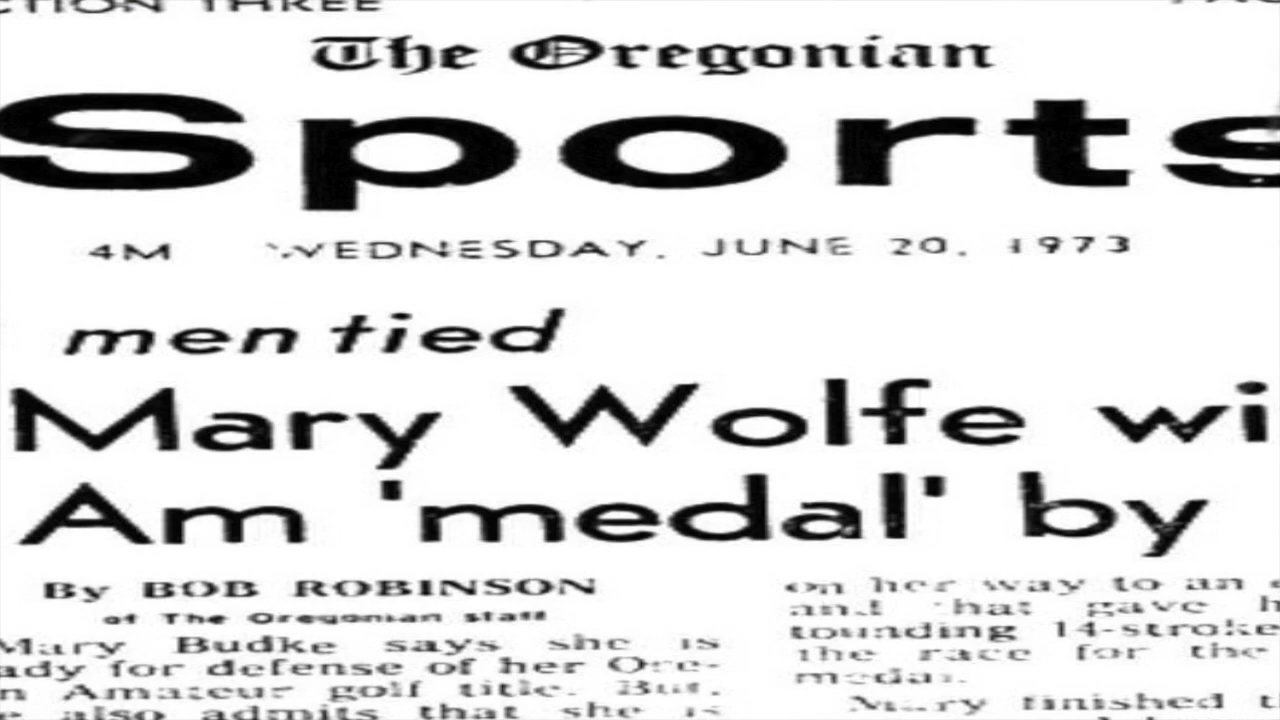 CTION THREE
The Oregonian
Sports
4M WEDNESDAY, JUNE 20, 1973
men tied
Mary Wolfe wi
Am 'medal' by
By BOB ROBINSON
of The Oregonian staff
Mary Budke says she is
ady for defense of her Ore-
n Amateur golf title. But,
e also admits that she is
on her way to an
and that gave h
tounding 14-stroke
the race for the
medal.
Mary finished t